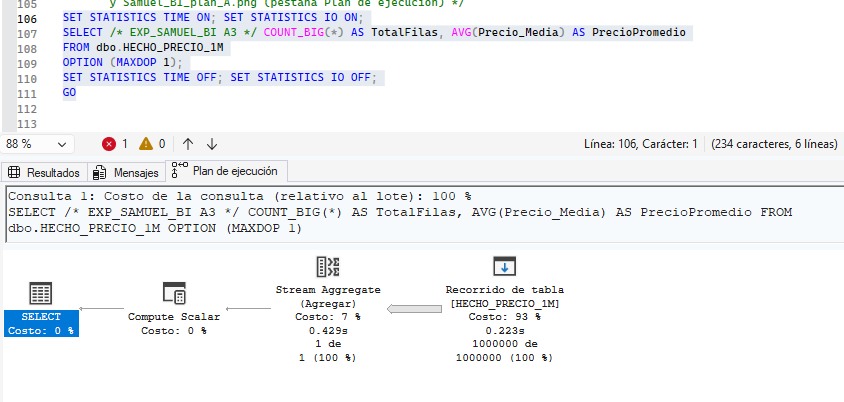 105 y Samuel_BI_plan_A.png (pestaña Plan de ejecución) */
106 SET STATISTICS TIME ON; SET STATISTICS IO ON;
107 SELECT /* EXP_SAMUEL_BI A3 */ COUNT_BIG(*) AS TotalFilas, AVG(Precio_Media) AS PrecioPromedio
108 FROM dbo.HECHO_PRECIO_1M
109 OPTION (MAXDOP 1);
110 SET STATISTICS TIME OFF; SET STATISTICS IO OFF;
111 GO
112
113
88 % 1 0 Línea: 106, Carácter: 1 (234 caracteres, 6 líneas)
Resultados Mensajes Plan de ejecución
Consulta 1: Costo de la consulta (relativo al lote): 100 %
SELECT /* EXP_SAMUEL_BI A3 */ COUNT_BIG(*) AS TotalFilas, AVG(Precio_Media) AS PrecioPromedio FROM
dbo.HECHO_PRECIO_1M OPTION (MAXDOP 1)
SELECT
Costo: 0 %
Compute Scalar
Costo: 0 %
Stream Aggregate
(Agregar)
Costo: 7 %
0.429s
1 de
1 (100 %)
Recorrido de tabla
[HECHO_PRECIO_1M]
Costo: 93 %
0.223s
1000000 de
1000000 (100 %)